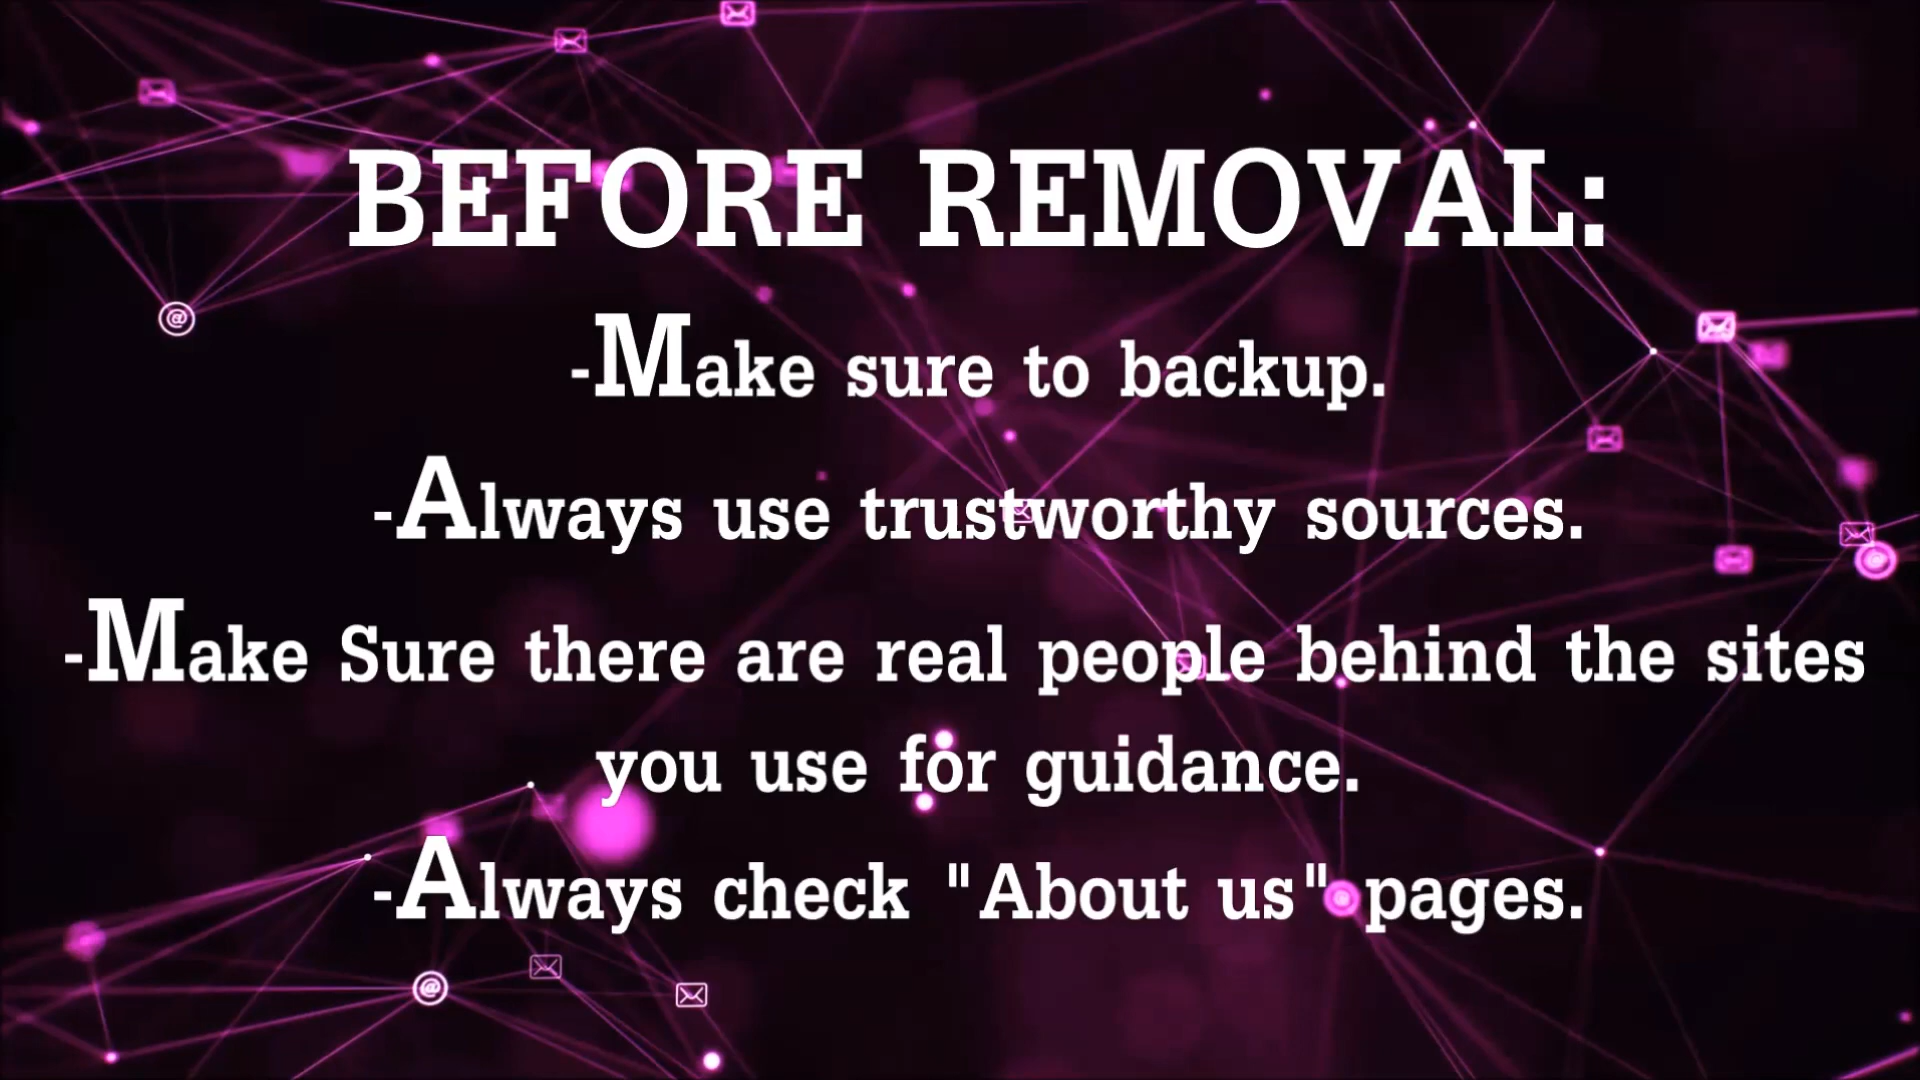 BEFORE REMOVAL:
-Make sure to backup.
-Always use trustworthy sources.
-Make Sure there are real people behind the sites
you use for guidance.
-Always check "About us" pages.